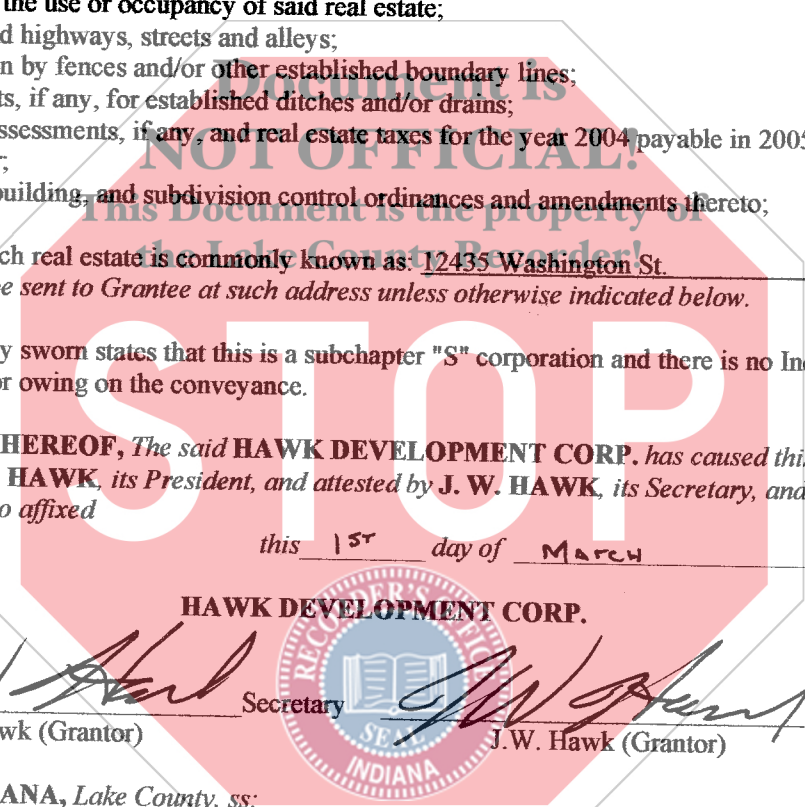 the use or occupancy of said real estate;
d highways, streets and alleys;
n by fences and/or other established boundary lines;
Document is
ts, if any, for established ditches and/or drains;
ssessments, if any, and real estate taxes for the year 2004 payable in 2005
NOT OFFICIAL!
r;
building, and subdivision control ordinances and amendments thereto;
This Document is the property of
the Lake County Recorder!
ch real estate is commonly known as: 12435 Washington St.
e sent to Grantee at such address unless otherwise indicated below.
STOP
y sworn states that this is a subchapter "S" corporation and there is no In
or owing on the conveyance.
HEREOF, The said HAWK DEVELOPMENT CORP. has caused thi
HAWK, its President, and attested by J. W. HAWK, its Secretary, and
o affixed
this 1ST day of MARCH
HAWK DEVELOPMENT CORP.
Secretary
wk (Grantor)
J.W. Hawk (Grantor)
RECORDER'S OFFICE
SEAL
INDIANA
ANA, Lake County, ss: